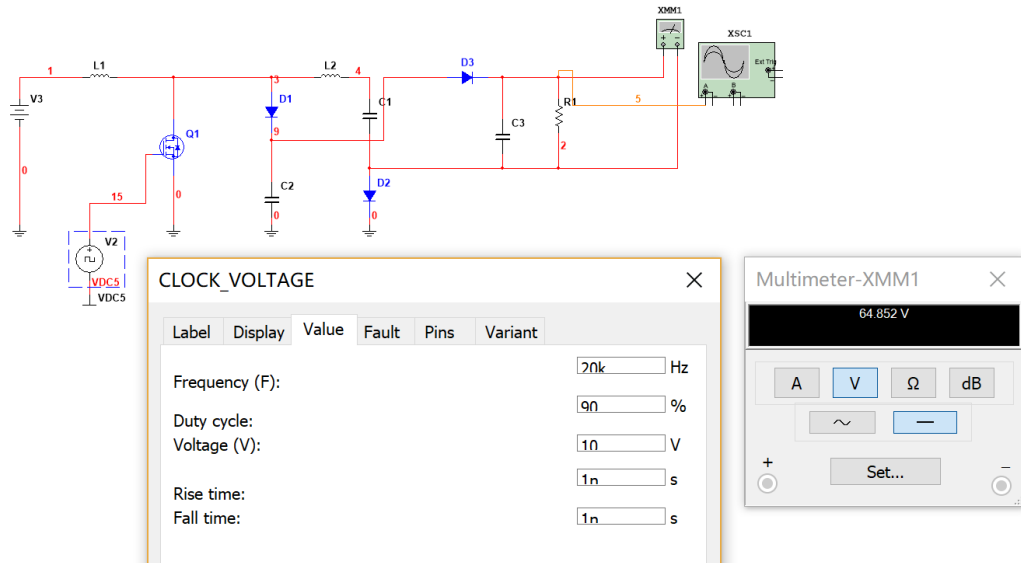 XMM1
XSC1
Ext Trig
A
B
1
L1
3
L2
4
D3
5
V3
D1
C1
R1
9
Q1
C3
2
0
C2
D2
15
0
0
0
V2
VDC5
VDC5
CLOCK_VOLTAGE
Label Display Value Fault Pins Variant
Frequency (F): 20k Hz
Duty cycle: 90 %
Voltage (V): 10 V
Rise time: 1n s
Fall time: 1n s
Multimeter-XMM1
64.852 V
A V Ω dB
~ —
+ Set... −